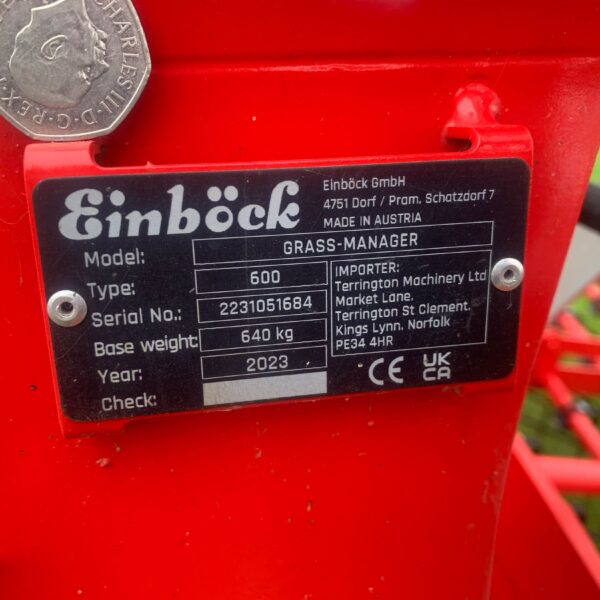 CHARLES III·D·G·REX·F
Einböck
Einböck GmbH
4751 Dorf / Pram, Schatzdorf 7
MADE IN AUSTRIA
Model: GRASS-MANAGER
Type: 600
Serial No.: 2231051684
Base weight: 640 kg
Year: 2023
Check:
IMPORTER:
Terrington Machinery Ltd
Market Lane.
Terrington St Clement.
Kings Lynn. Norfolk
PE34 4HR
CE UK
CA